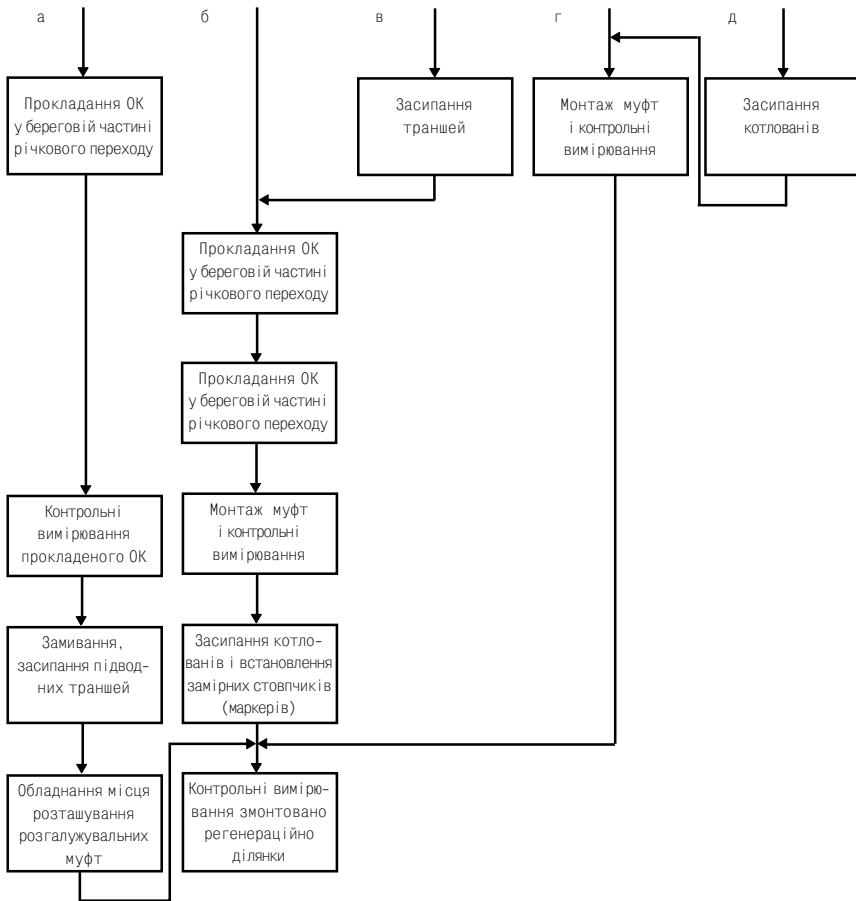 а
б
в
г
д
Прокладання ОК
у береговій частині
річкового переходу
Засипання
траншей
Монтаж муфт
і контрольні
вимірювання
Засипання
котлованів
Прокладання ОК
у береговій частині
річкового переходу
Прокладання ОК
у береговій частині
річкового переходу
Контрольні
вимірювання
прокладеного ОК
Монтаж муфт
і контрольні
вимірювання
Замивання,
засипання підвод-
них траншей
Засипання котло-
ванів і встановлення
замірних стовпчиків
(маркерів)
Обладнання місця
розташування
розгалужувальних
муфт
Контрольні вимірю-
вання змонтовано
регенераційно
ділянки